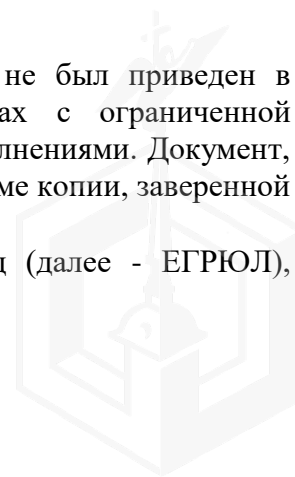 не был приведен в
ах с ограниченной
лнениями. Документ,
ме копии, заверенной
ц (далее - ЕГРЮЛ),